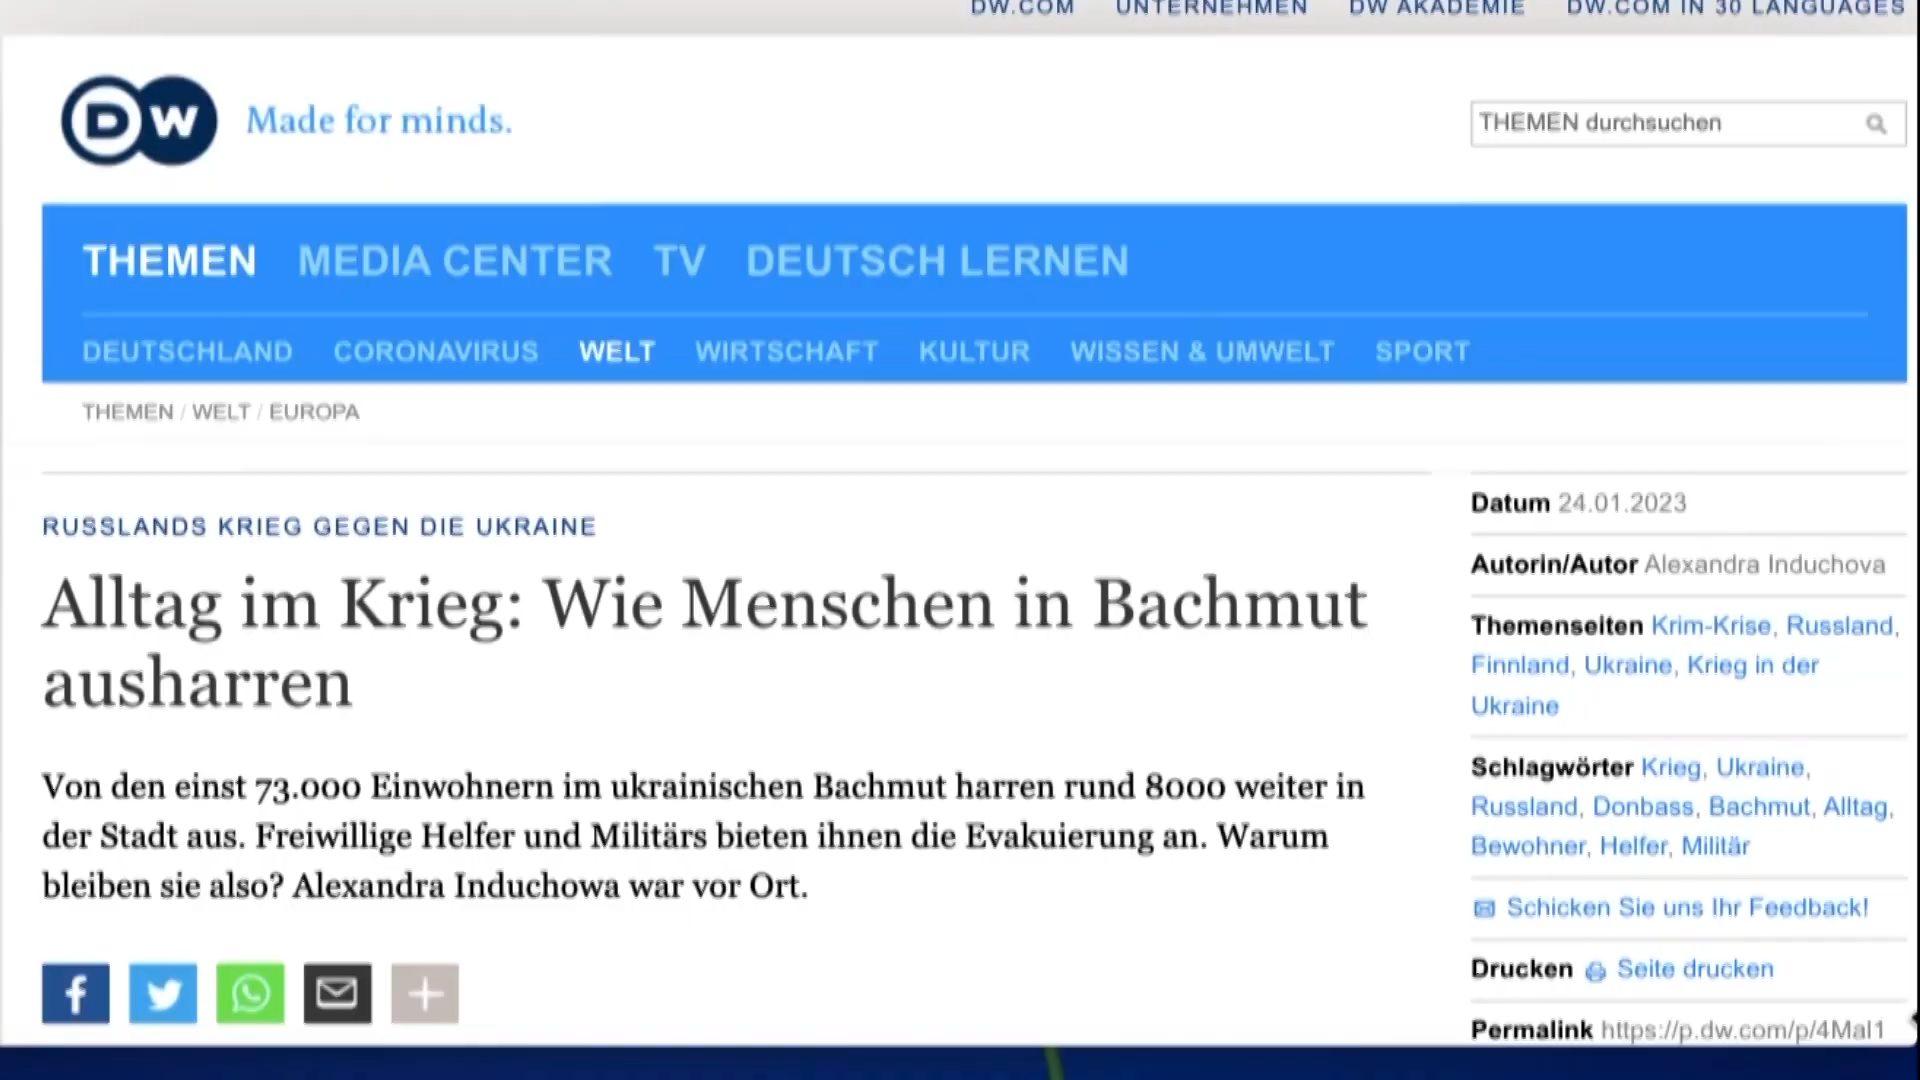 DW.COM UNTERNEHMEN DW AKADEMIE DW.COM IN 30 LANGUAGES
DW Made for minds.
THEMEN durchsuchen
THEMEN MEDIA CENTER TV DEUTSCH LERNEN
DEUTSCHLAND CORONAVIRUS WELT WIRTSCHAFT KULTUR WISSEN & UMWELT SPORT
THEMEN / WELT / EUROPA
RUSSLANDS KRIEG GEGEN DIE UKRAINE
Alltag im Krieg: Wie Menschen in Bachmut
ausharren
Von den einst 73.000 Einwohnern im ukrainischen Bachmut harren rund 8000 weiter in
der Stadt aus. Freiwillige Helfer und Militärs bieten ihnen die Evakuierung an. Warum
bleiben sie also? Alexandra Induchowa war vor Ort.
Datum 24.01.2023
Autorin/Autor Alexandra Induchova
Themenseiten Krim-Krise, Russland,
Finnland, Ukraine, Krieg in der
Ukraine
Schlagwörter Krieg, Ukraine,
Russland, Donbass, Bachmut, Alltag,
Bewohner, Helfer, Militär
Schicken Sie uns Ihr Feedback!
Drucken Seite drucken
Permalink https://p.dw.com/p/4Mal1